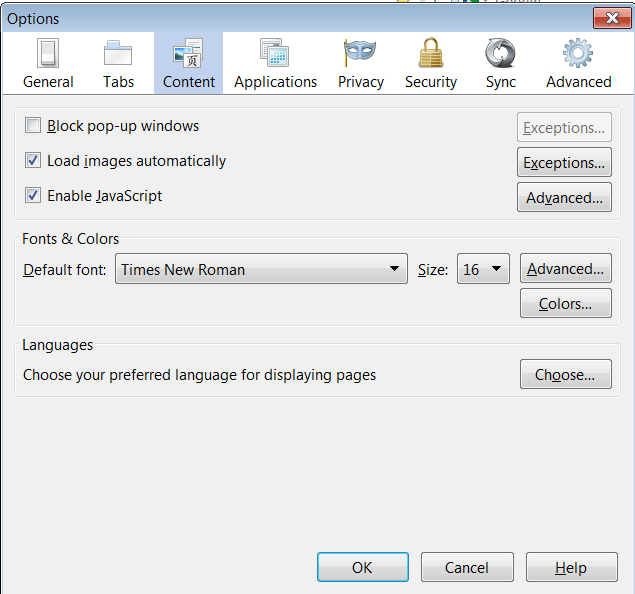 Options
General Tabs Content Applications Privacy Security Sync Advanced
Block pop-up windows Exceptions...
Load images automatically Exceptions...
Enable JavaScript Advanced...
Fonts & Colors
Default font: Times New Roman Size: 16 Advanced...
Colors...
Languages
Choose your preferred language for displaying pages Choose...
OK Cancel Help